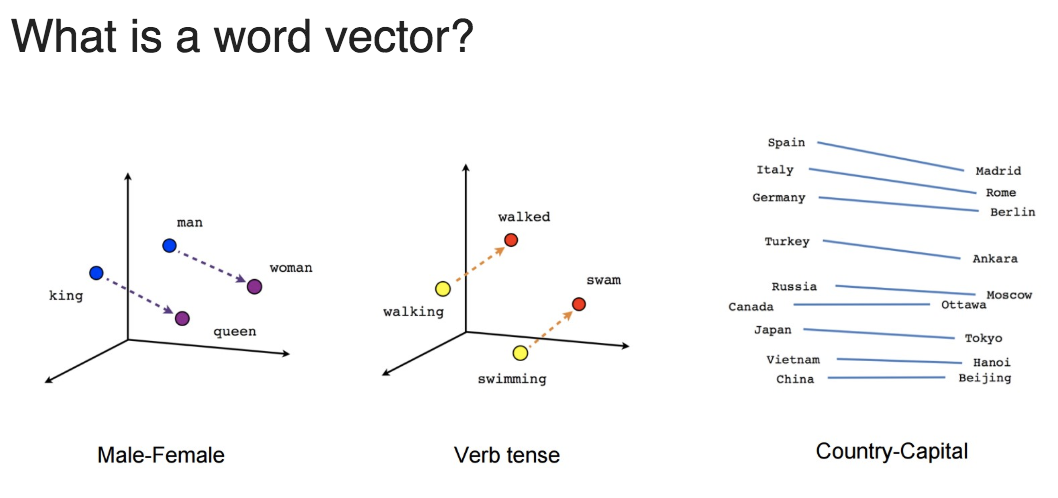 What is a word vector?
man
woman
king
queen
Male-Female
walked
swam
walking
swimming
Verb tense
Spain Madrid
Italy Rome
Germany Berlin
Turkey Ankara
Russia Moscow
Canada Ottawa
Japan Tokyo
Vietnam Hanoi
China Beijing
Country-Capital